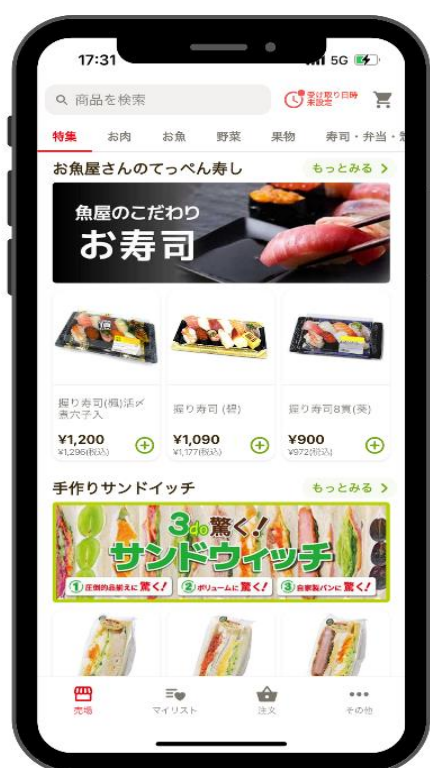 17:31
5G
商品を検索
受け取り日時
未設定
特集 お肉 お魚 野菜 果物 寿司・弁当・
お魚屋さんのてっぺん寿し もっとみる
魚屋のこだわり
お寿司
握り寿司(楓)活〆
煮穴子入
握り寿司 (碧)
握り寿司8貫(葵)
¥1,200
¥1,296(税込)
¥1,090
¥1,177(税込)
¥900
¥972(税込)
手作りサンドイッチ もっとみる
3do驚く!
サンドウィッチ
①圧倒的品揃えに驚く! ②ボリュームに驚く! ③自家製パンに驚く!
売場 マイリスト 注文 その他